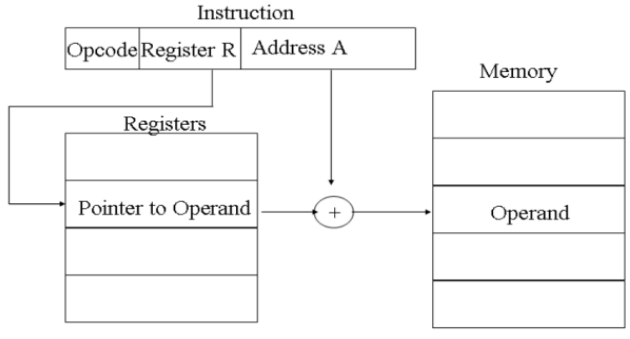 Instruction
Opcode Register R Address A
Memory
Registers
Pointer to Operand + Operand